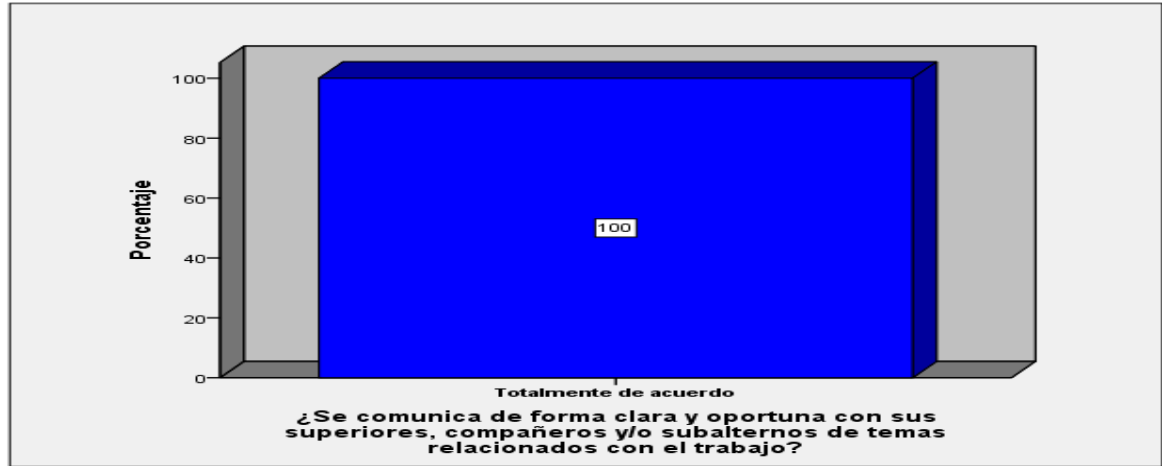 Porcentaje
100
80
60
40
20
0
100
Totalmente de acuerdo
¿Se comunica de forma clara y oportuna con sus
superiores, compañeros y/o subalternos de temas
relacionados con el trabajo?